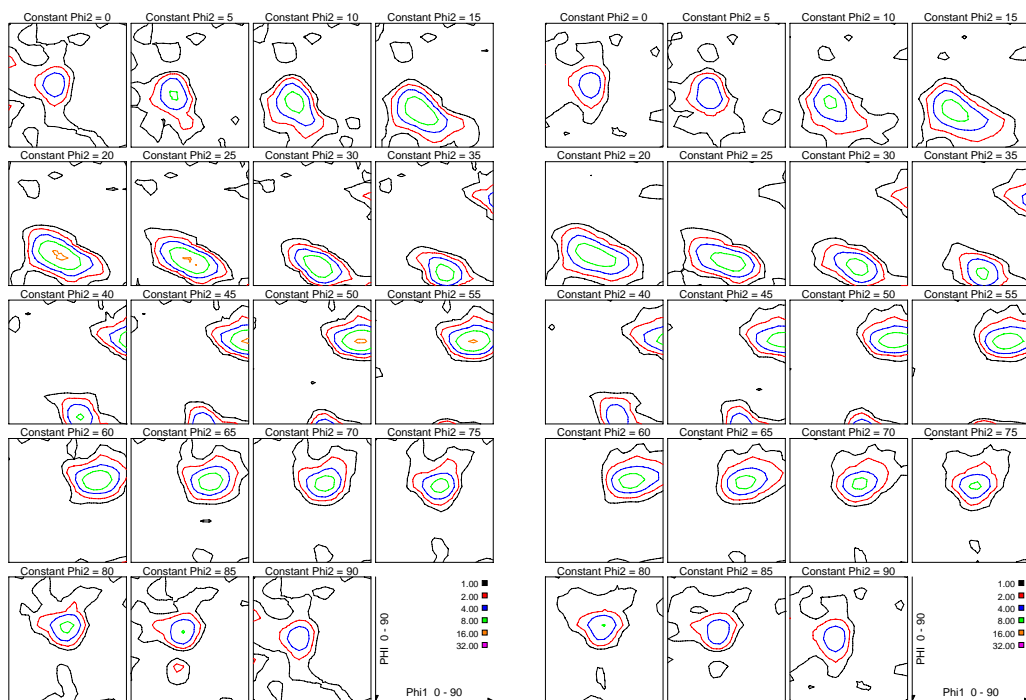 Constant Phi2 = 0 Constant Phi2 = 5 Constant Phi2 = 10 Constant Phi2 = 15
Constant Phi2 = 20 Constant Phi2 = 25 Constant Phi2 = 30 Constant Phi2 = 35
Constant Phi2 = 40 Constant Phi2 = 45 Constant Phi2 = 50 Constant Phi2 = 55
Constant Phi2 = 60 Constant Phi2 = 65 Constant Phi2 = 70 Constant Phi2 = 75
Constant Phi2 = 80 Constant Phi2 = 85 Constant Phi2 = 90
1.00
2.00
4.00
8.00
16.00
32.00
PHI 0 - 90
Phi1 0 - 90
Constant Phi2 = 0 Constant Phi2 = 5 Constant Phi2 = 10 Constant Phi2 = 15
Constant Phi2 = 20 Constant Phi2 = 25 Constant Phi2 = 30 Constant Phi2 = 35
Constant Phi2 = 40 Constant Phi2 = 45 Constant Phi2 = 50 Constant Phi2 = 55
Constant Phi2 = 60 Constant Phi2 = 65 Constant Phi2 = 70 Constant Phi2 = 75
Constant Phi2 = 80 Constant Phi2 = 85 Constant Phi2 = 90
1.00
2.00
4.00
8.00
16.00
32.00
PHI 0 - 90
Phi1 0 - 90